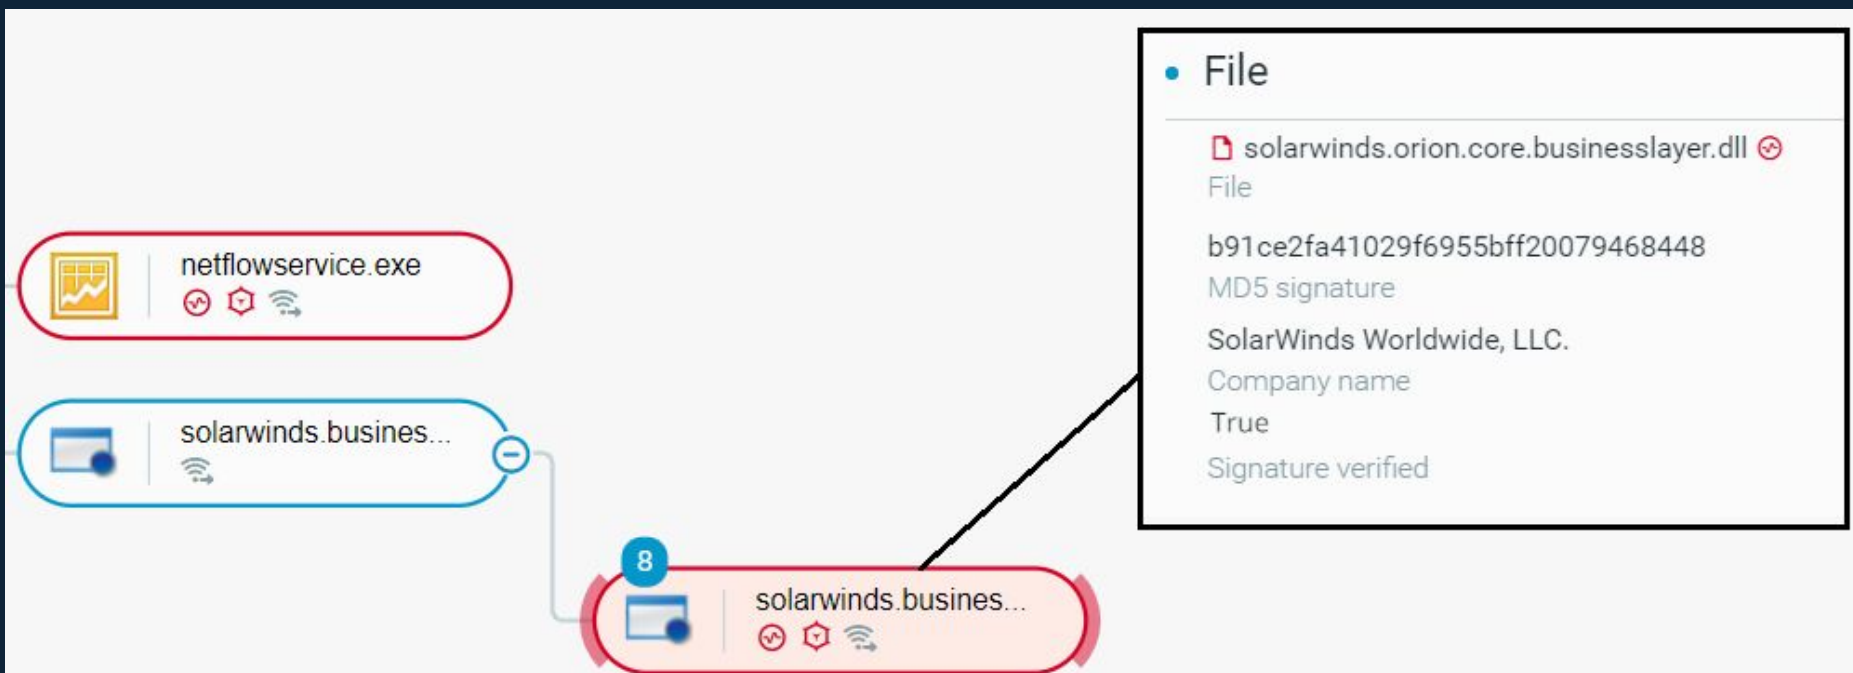 File
solarwinds.orion.core.businesslayer.dll
File
b91ce2fa41029f6955bff20079468448
MD5 signature
SolarWinds Worldwide, LLC.
Company name
True
Signature verified
netflowservice.exe
solarwinds.busines...
8
solarwinds.busines...